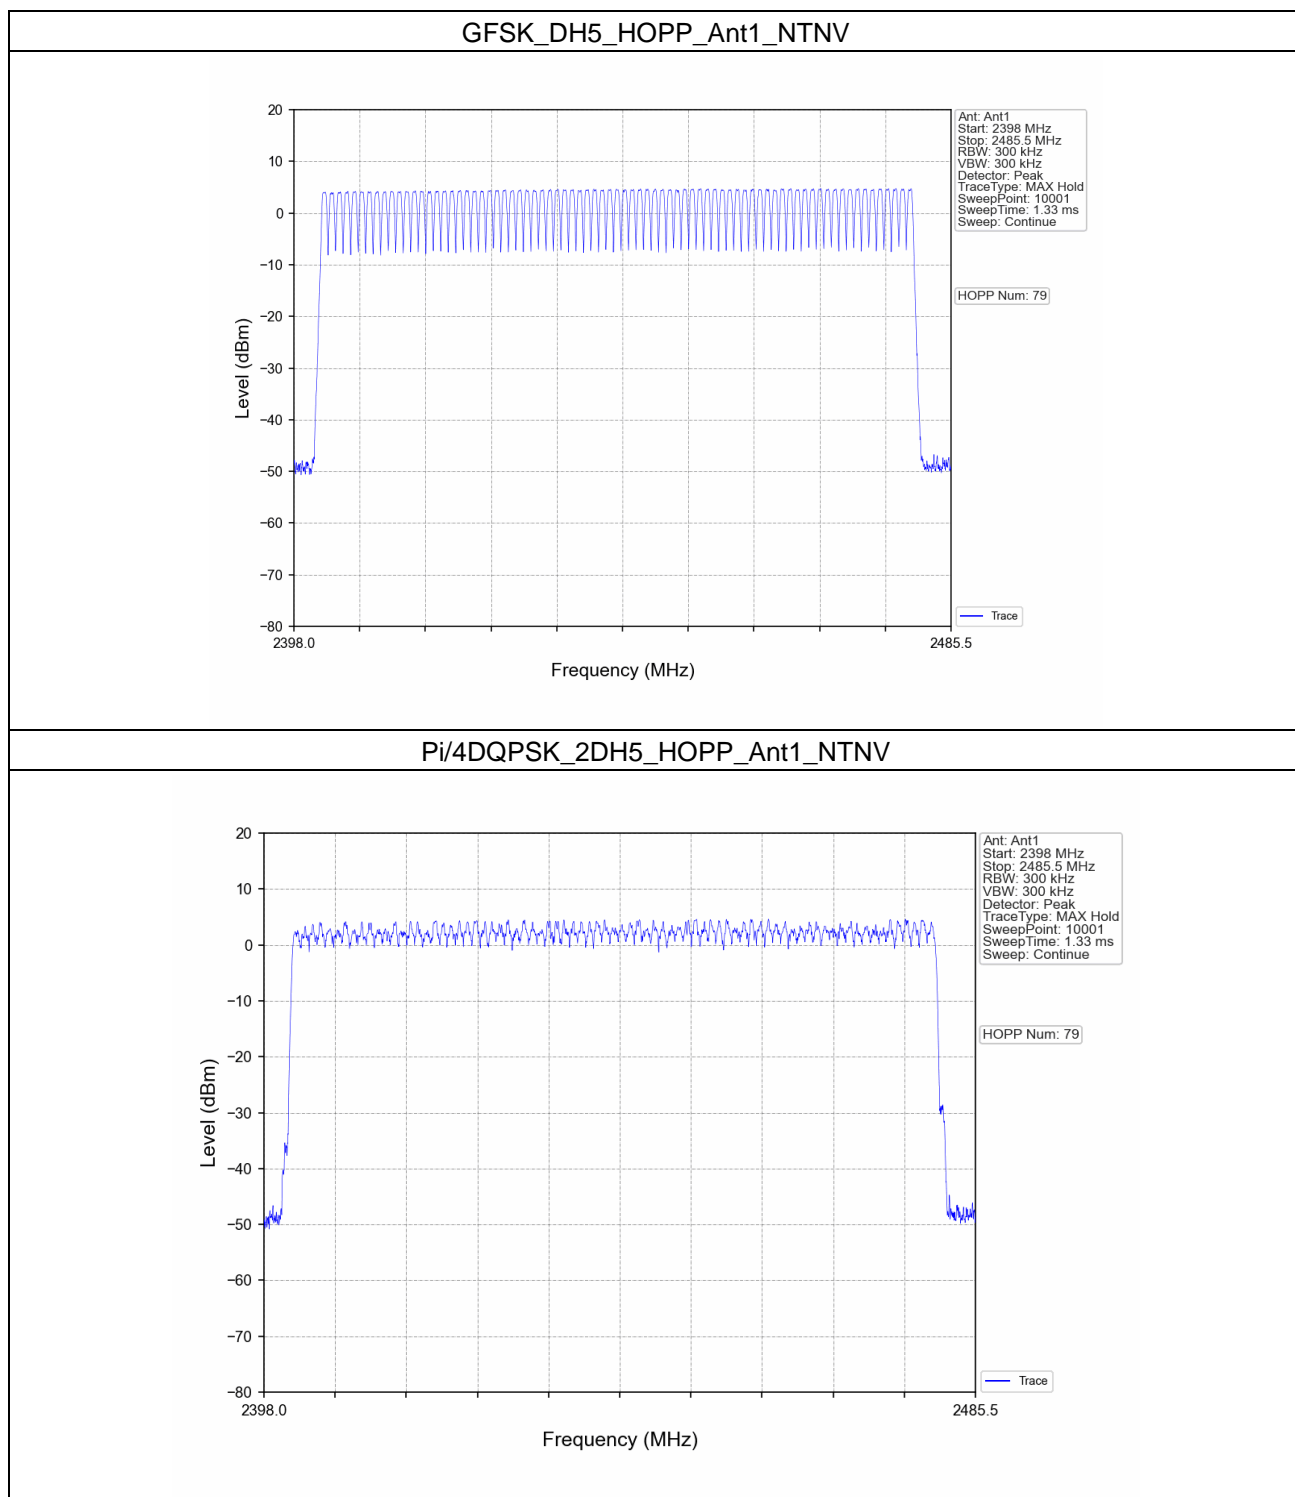 GFSK_DH5_HOPP_Ant1_NTNV
20
10
0
−10
−20
−30
−40
−50
−60
−70
−80
Level (dBm)
2398.0
2485.5
Frequency (MHz)
Ant: Ant1
Start: 2398 MHz
Stop: 2485.5 MHz
RBW: 300 kHz
VBW: 300 kHz
Detector: Peak
TraceType: MAX Hold
SweepPoint: 10001
SweepTime: 1.33 ms
Sweep: Continue
HOPP Num: 79
Trace
Pi/4DQPSK_2DH5_HOPP_Ant1_NTNV
20
10
0
−10
−20
−30
−40
−50
−60
−70
−80
Level (dBm)
2398.0
2485.5
Frequency (MHz)
Ant: Ant1
Start: 2398 MHz
Stop: 2485.5 MHz
RBW: 300 kHz
VBW: 300 kHz
Detector: Peak
TraceType: MAX Hold
SweepPoint: 10001
SweepTime: 1.33 ms
Sweep: Continue
HOPP Num: 79
Trace